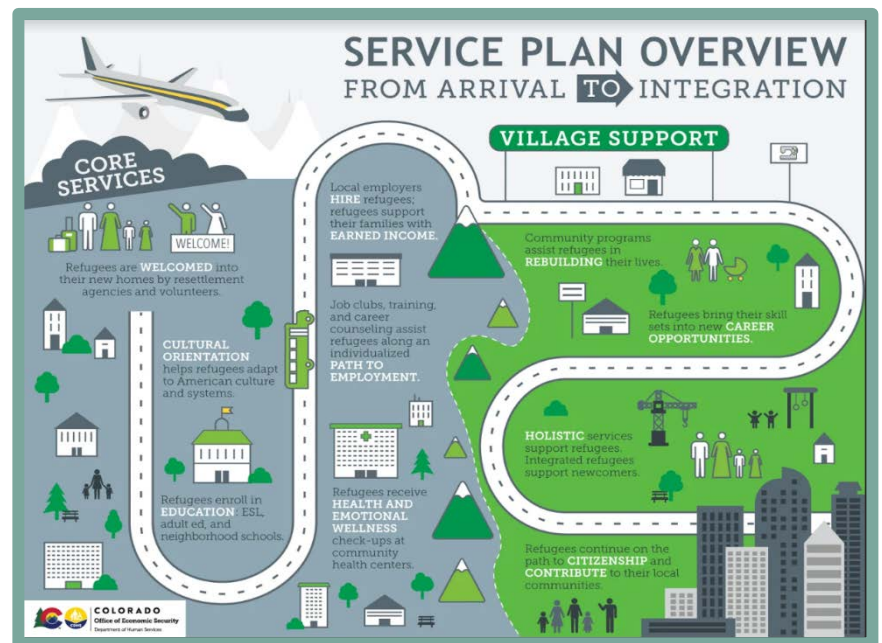 SERVICE PLAN OVERVIEW
FROM ARRIVAL TO INTEGRATION
CORE
SERVICES
WELCOME!
Refugees are WELCOMED into
their new homes by resettlement
agencies and volunteers.
CULTURAL
ORIENTATION
helps refugees adapt
to American culture
and systems.
Refugees enroll in
EDUCATION: ESL,
adult ed, and
neighborhood schools.
Refugees receive
HEALTH AND
EMOTIONAL
WELLNESS
check-ups at
community
health centers.
Job clubs, training,
and career
counseling assist
refugees along an
individualized
PATH TO
EMPLOYMENT.
Local employers
HIRE refugees;
refugees support
their families with
EARNED INCOME.
VILLAGE SUPPORT
Community programs
assist refugees in
REBUILDING their lives.
Refugees bring their skill
sets into new CAREER
OPPORTUNITIES.
HOLISTIC services
support refugees.
Integrated refugees
support newcomers.
Refugees continue on the
path to CITIZENSHIP and
CONTRIBUTE to their local
communities.
COLORADO
Office of Economic Security
Department of Human Services